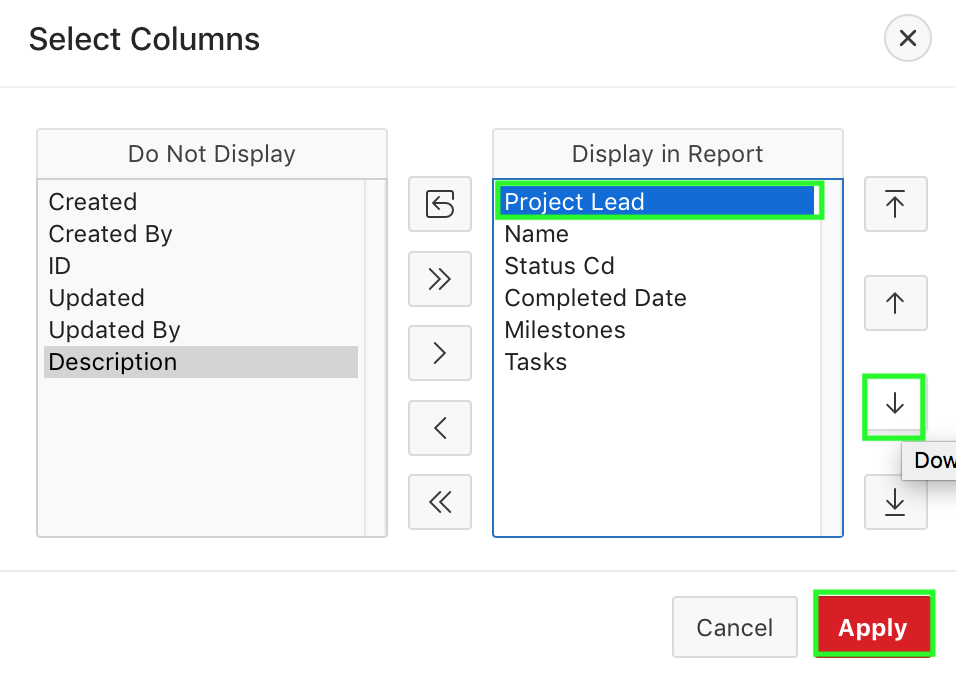 Select Columns
Do Not Display
Created
Created By
ID
Updated
Updated By
Description
Display in Report
Project Lead
Name
Status Cd
Completed Date
Milestones
Tasks
Dow
Cancel
Apply